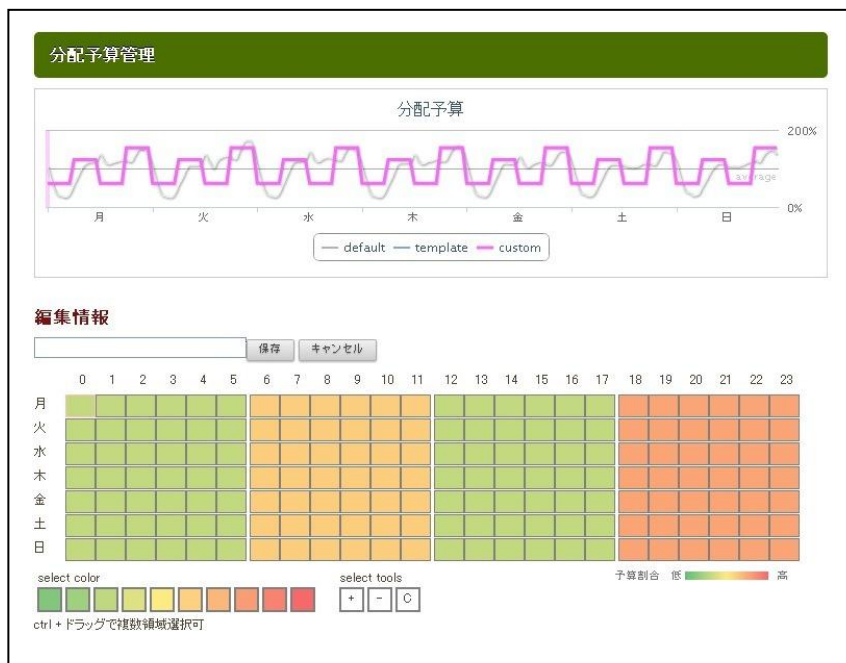 分配予算管理
分配予算
200%
average
0%
月 火 水 木 金 土 日
default template custom
編集情報
保存 キャンセル
0 1 2 3 4 5 6 7 8 9 10 11 12 13 14 15 16 17 18 19 20 21 22 23
月
火
水
木
金
土
日
select color select tools 予算割合 低 高
+ - C
ctrl + ドラッグで複数領域選択可